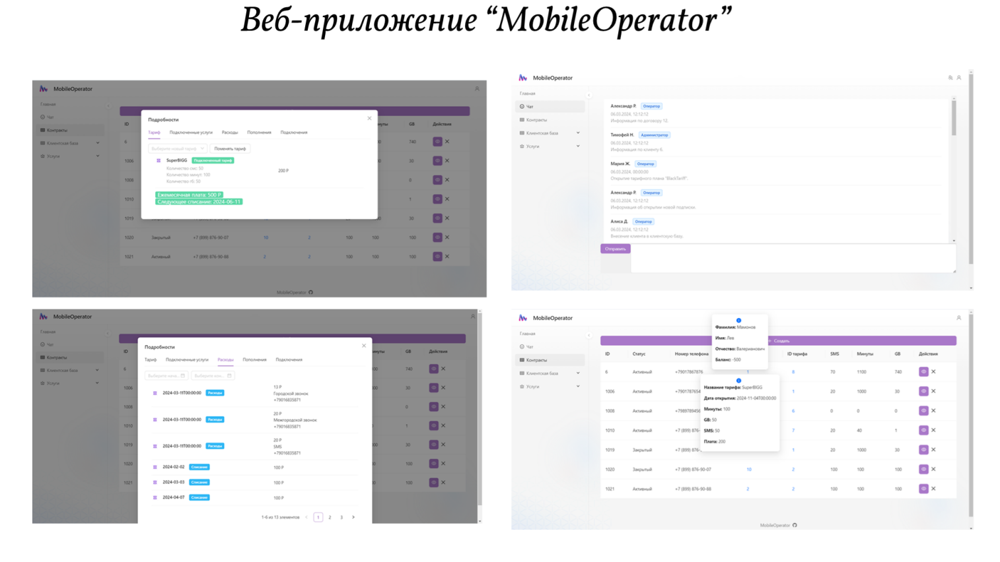 Веб-приложение “MobileOperator”
MobileOperator
Главная
Чат
Контракты
Клиентская база
Услуги
ID GB Действия
6 740
1006 30
1008 0
1010 1
1019 30
1020 Закрытый +7 (899) 876-90-07 10 2 100 100 100
1021 Активный +7 (899) 876-90-88 2 2 100 100 100
Подробности
Тариф Подключенные услуги Расходы Пополнения Подключения
Выберите новый тариф Поменять тариф
SuperBIGG Подключенный тариф
Количество смс: 50
Количество минут: 100
Количество гб: 50
200 Р
Ежемесячная плата: 500 Р
Следующее списание: 2024-06-11
MobileOperator
MobileOperator
Главная
Чат
Контракты
Клиентская база
Услуги
Александр Р. Оператор
06.03.2024, 12:12:12
Информация по договору 12.
Тимофей Н. Администратор
06.03.2024, 12:12:12
Информация по клиенту 6.
Мария Ж. Оператор
06.03.2024, 00:00:00
Открытие тарифного плана "BlackTariff".
Александр Р. Оператор
06.03.2024, 12:12:12
Информация об открытии новой подписки.
Алиса Д. Оператор
06.03.2024, 12:12:12
Внесение клиента в клиентскую базу.
Отправить
MobileOperator
Главная
Чат
Контракты
Клиентская база
Услуги
ID GB Действия
6 740
1006 30
1008 0
1010 1
1019 30
1020 100
1021 100
Подробности
Тариф Подключенные услуги Расходы Пополнения Подключения
Выберите нача... Выберите кон...
2024-03-11T00:00:00 Расходы
13 Р
Городской звонок
+79016835871
2024-03-11T00:00:00 Расходы
20 Р
Межгородской звонок
+79016835871
2024-03-11T00:00:00 Расходы
20 Р
SMS
+79016835871
2024-02-02 Списание 100 Р
2024-03-03 Списание 100 Р
2024-04-07 Списание 100 Р
1-6 из 13 элементов 1 2 3
MobileOperator
Главная
Чат
Контракты
Клиентская база
Услуги
+ Создать
Фамилия: Мамонов
Имя: Лев
Отчество: Валерианович
Баланс: -500
ID Статус Номер телефона ID тарифа SMS Минуты GB Действия
6 Активный +79017867876 1 8 70 1100 740
1006 Активный 1 20 1000 30
1008 Активный 6 0 0 0
1010 Активный +7 (899) 876- 7 20 40 1
1019 Закрытый +7 (899) 876- 1 20 1000 30
1020 Закрытый +7 (899) 876-90-07 10 2 100 100 100
1021 Активный +7 (899) 876-90-88 2 2 100 100 100
Название тарифа: SuperBIGG
Дата открытия: 2024-11-04T00:00:00
Минуты: 100
GB: 50
SMS: 50
Плата: 200
MobileOperator